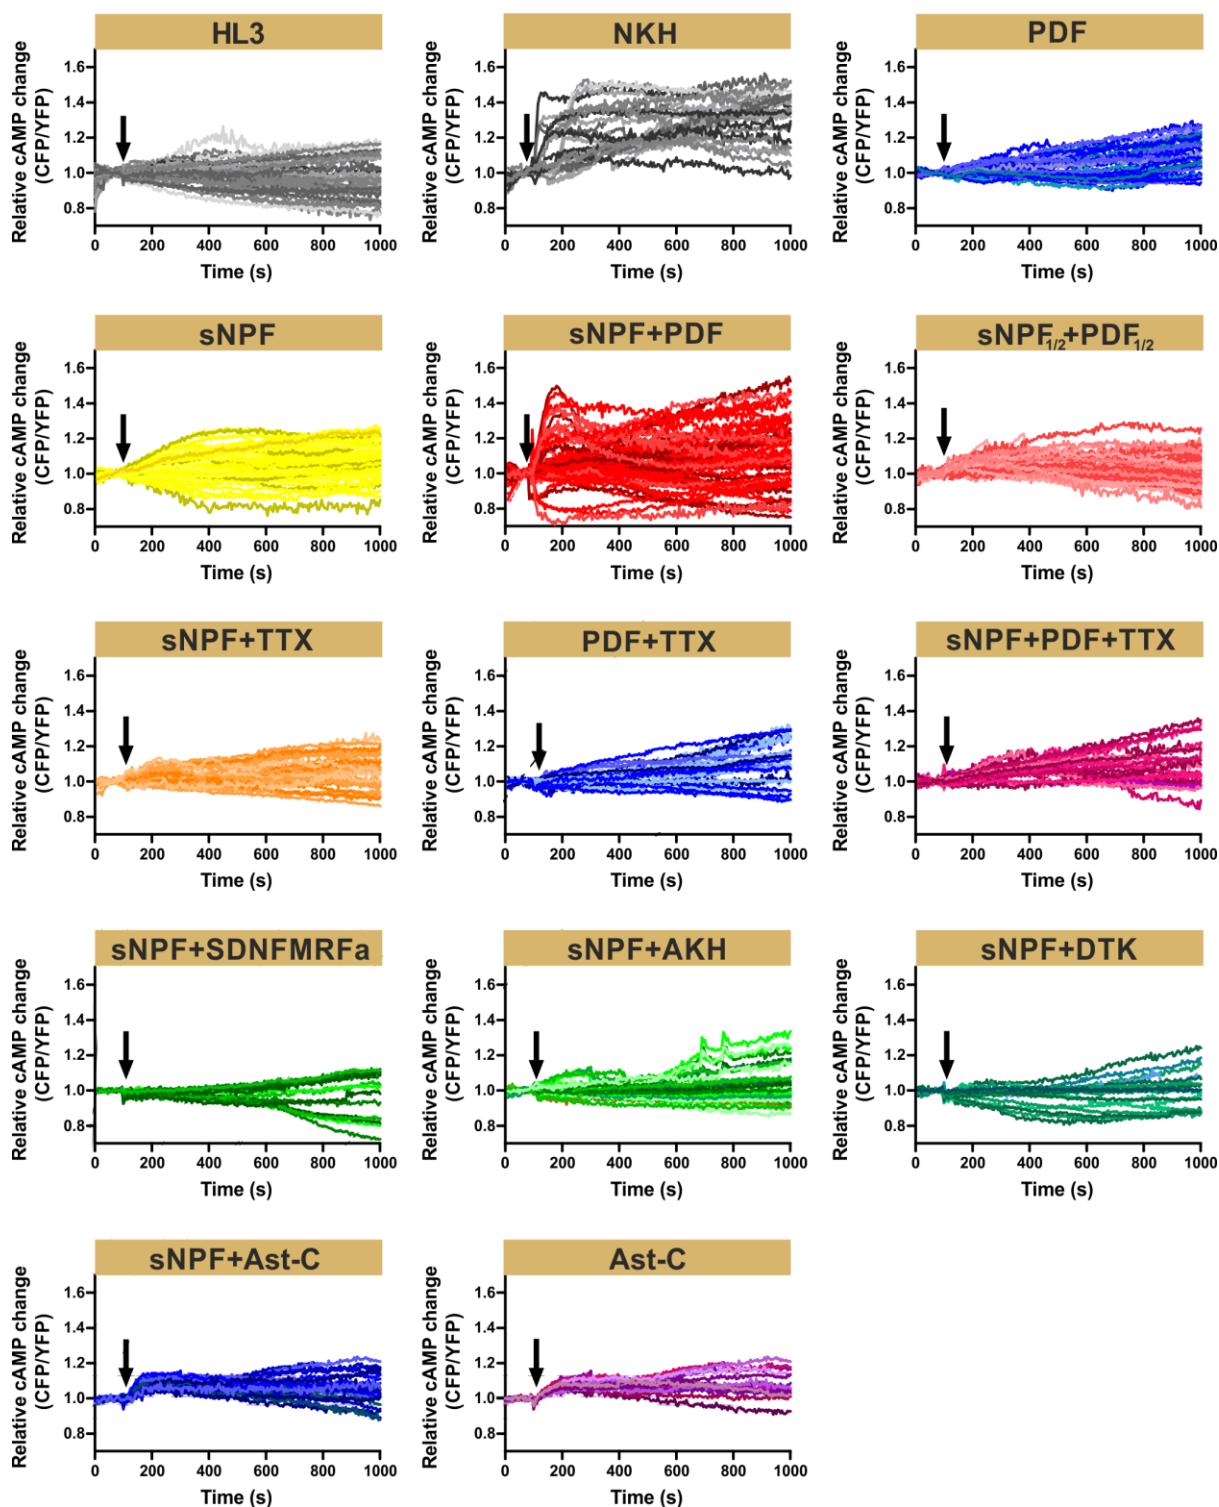 HL3
Relative cAMP change
(CFP/YFP)
1.6
1.4
1.2
1.0
0.8
0 200 400 600 800 1000
Time (s)
NKH
Relative cAMP change
(CFP/YFP)
1.6
1.4
1.2
1.0
0.8
0 200 400 600 800 1000
Time (s)
PDF
Relative cAMP change
(CFP/YFP)
1.6
1.4
1.2
1.0
0.8
0 200 400 600 800 1000
Time (s)
sNPF
Relative cAMP change
(CFP/YFP)
1.6
1.4
1.2
1.0
0.8
0 200 400 600 800 1000
Time (s)
sNPF+PDF
Relative cAMP change
(CFP/YFP)
1.6
1.4
1.2
1.0
0.8
0 200 400 600 800 1000
Time (s)
sNPF1/2+PDF1/2
Relative cAMP change
(CFP/YFP)
1.6
1.4
1.2
1.0
0.8
0 200 400 600 800 1000
Time (s)
sNPF+TTX
Relative cAMP change
(CFP/YFP)
1.6
1.4
1.2
1.0
0.8
0 200 400 600 800 1000
Time (s)
PDF+TTX
Relative cAMP change
(CFP/YFP)
1.6
1.4
1.2
1.0
0.8
0 200 400 600 800 1000
Time (s)
sNPF+PDF+TTX
Relative cAMP change
(CFP/YFP)
1.6
1.4
1.2
1.0
0.8
0 200 400 600 800 1000
Time (s)
sNPF+SDNFMRFa
Relative cAMP change
(CFP/YFP)
1.6
1.4
1.2
1.0
0.8
0 200 400 600 800 1000
Time (s)
sNPF+AKH
Relative cAMP change
(CFP/YFP)
1.6
1.4
1.2
1.0
0.8
0 200 400 600 800 1000
Time (s)
sNPF+DTK
Relative cAMP change
(CFP/YFP)
1.6
1.4
1.2
1.0
0.8
0 200 400 600 800 1000
Time (s)
sNPF+Ast-C
Relative cAMP change
(CFP/YFP)
1.6
1.4
1.2
1.0
0.8
0 200 400 600 800 1000
Time (s)
Ast-C
Relative cAMP change
(CFP/YFP)
1.6
1.4
1.2
1.0
0.8
0 200 400 600 800 1000
Time (s)